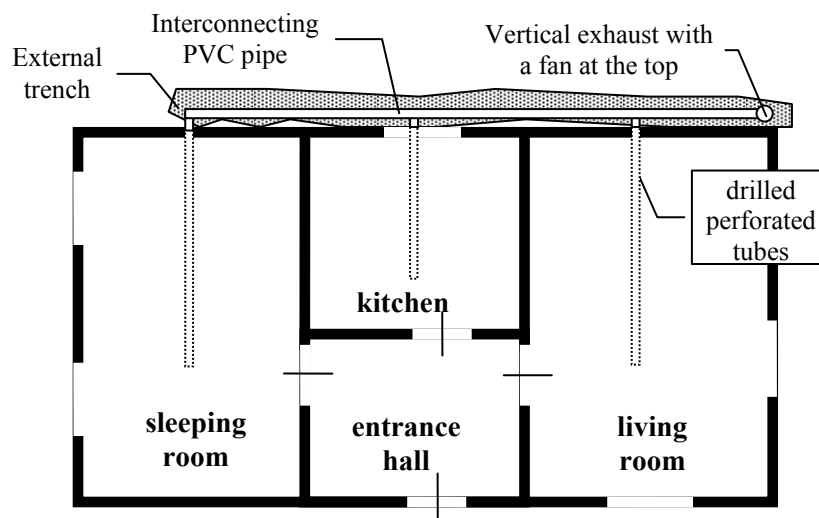 Interconnecting
PVC pipe
Vertical exhaust with
a fan at the top
External
trench
drilled
perforated
tubes
kitchen
sleeping
room
entrance
hall
living
room